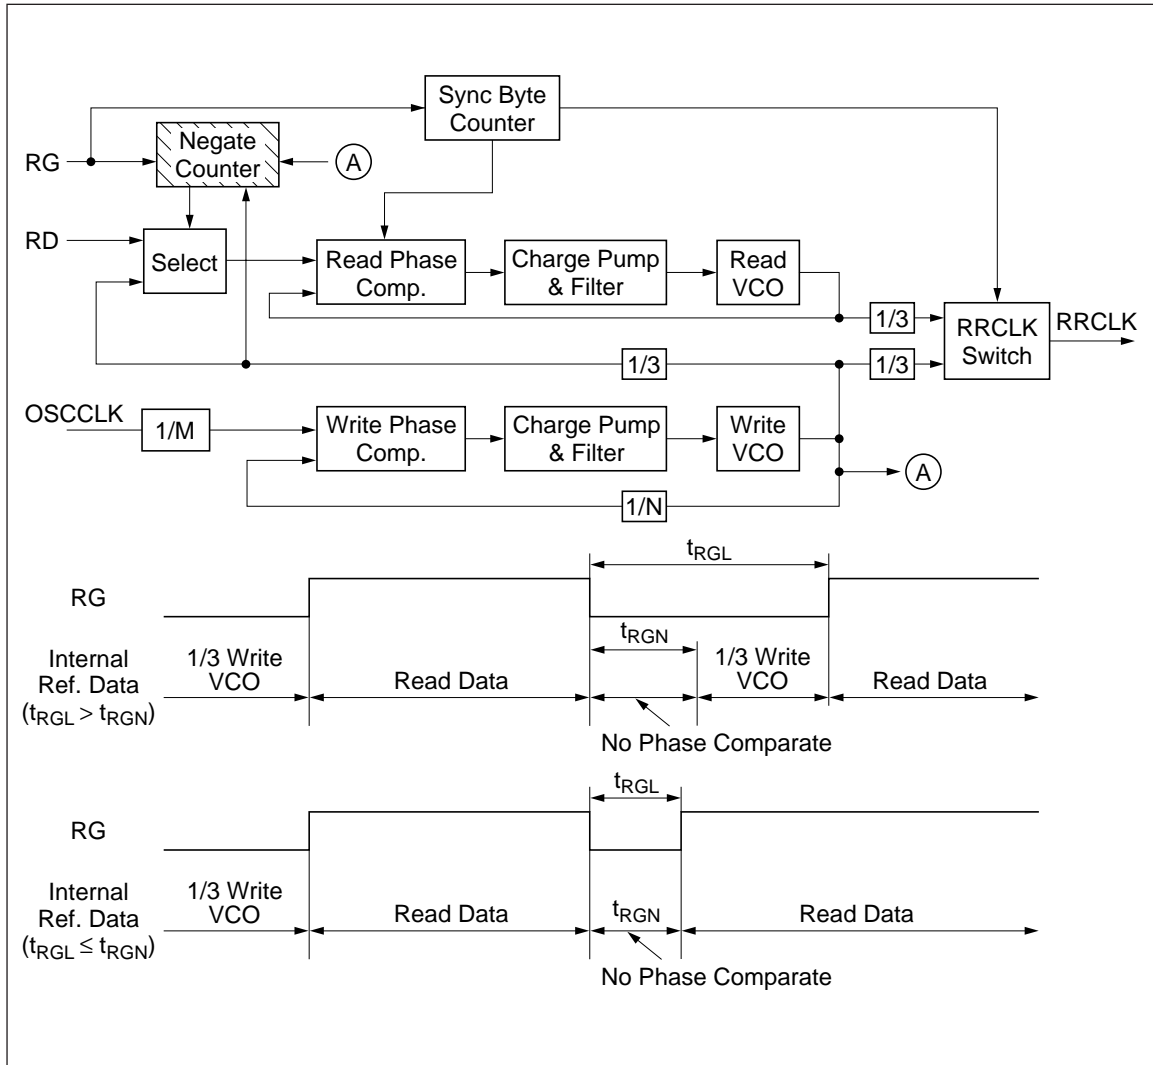 Sync Byte
Counter
Negate
Counter
A
RG
RD
Select
Read Phase
Comp.
Charge Pump
& Filter
Read
VCO
1/3
RRCLK
Switch
RRCLK
1/3
1/3
OSCCLK
1/M
Write Phase
Comp.
Charge Pump
& Filter
Write
VCO
A
1/N
tRGL
RG
tRGN
Internal
Ref. Data
(tRGL > tRGN)
1/3 Write
VCO
Read Data
1/3 Write
VCO
Read Data
No Phase Comparate
tRGL
RG
Internal
Ref. Data
(tRGL ≤ tRGN)
1/3 Write
VCO
Read Data
tRGN
Read Data
No Phase Comparate